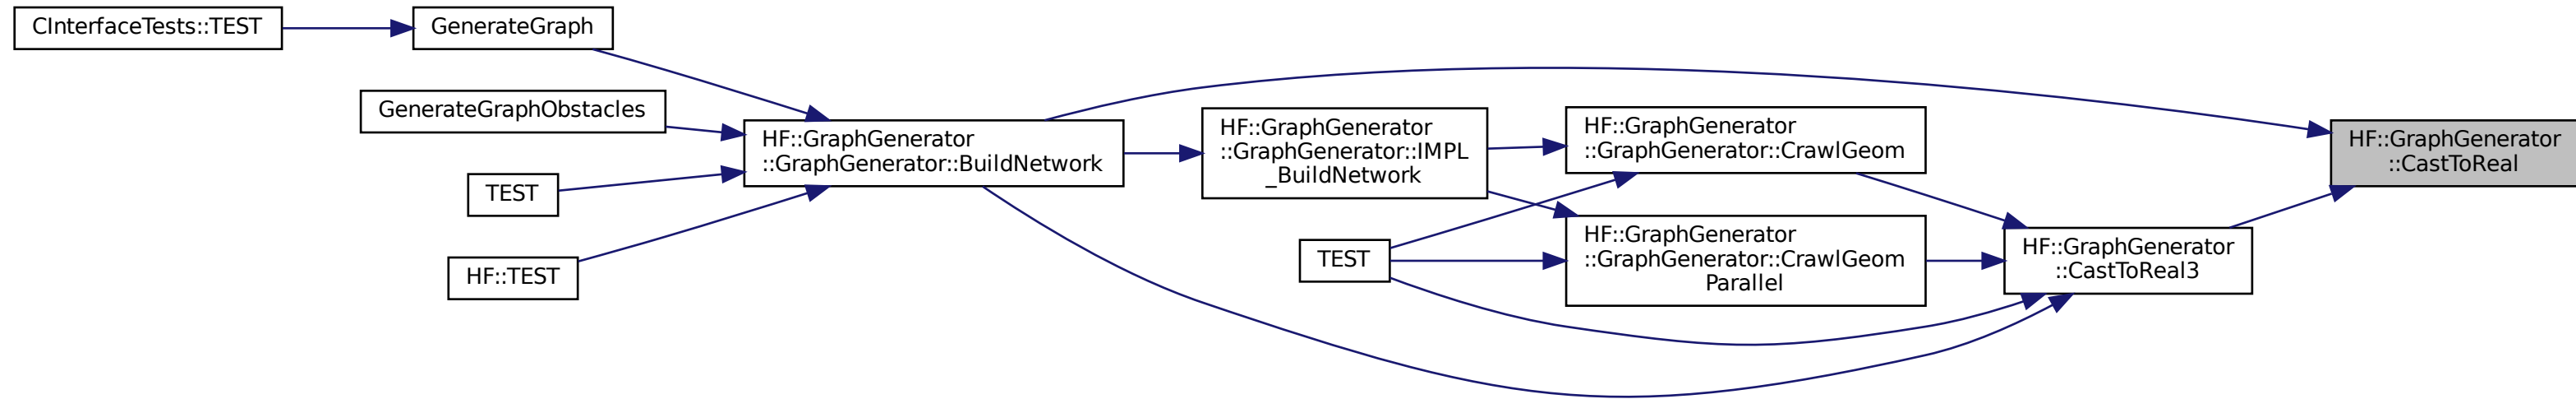 CInterfaceTests::TEST
GenerateGraph
GenerateGraphObstacles
TEST
HF::TEST
HF::GraphGenerator
::GraphGenerator::BuildNetwork
HF::GraphGenerator
::GraphGenerator::IMPL
_BuildNetwork
TEST
HF::GraphGenerator
::GraphGenerator::CrawlGeom
HF::GraphGenerator
::GraphGenerator::CrawlGeom
Parallel
HF::GraphGenerator
::CastToReal3
HF::GraphGenerator
::CastToReal